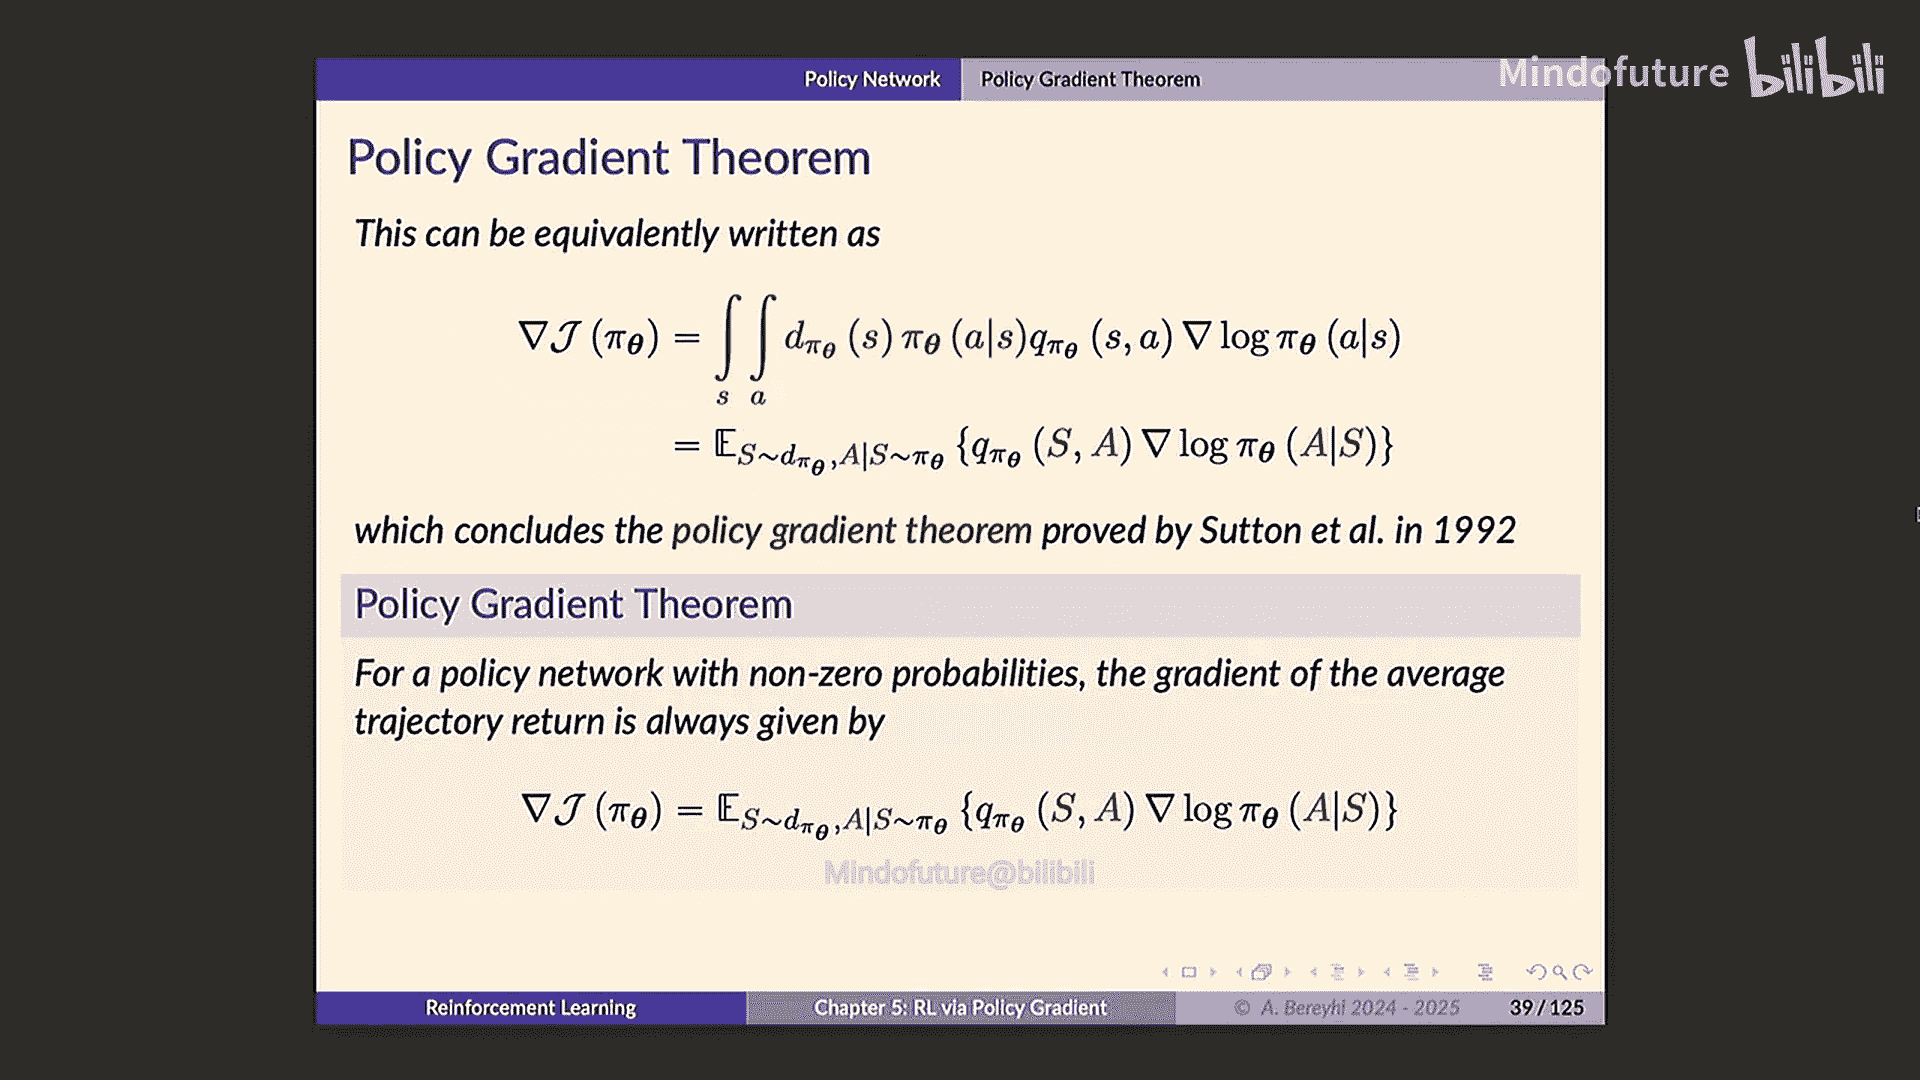 Mindofuture bilibili
Policy Network Policy Gradient Theorem
Policy Gradient Theorem
This can be equivalently written as
∇𝒥(π_θ) = ∫_s ∫_a d_{π_θ}(s) π_θ(a|s) q_{π_θ}(s, a) ∇ log π_θ(a|s)
= 𝔼_{S∼d_{π_θ}, A|S∼π_θ} {q_{π_θ}(S, A) ∇ log π_θ(A|S)}
which concludes the policy gradient theorem proved by Sutton et al. in 1992
Policy Gradient Theorem
For a policy network with non-zero probabilities, the gradient of the average
trajectory return is always given by
∇𝒥(π_θ) = 𝔼_{S∼d_{π_θ}, A|S∼π_θ} {q_{π_θ}(S, A) ∇ log π_θ(A|S)}
Mindofuture@bilibili
Reinforcement Learning Chapter 5: RL via Policy Gradient © A. Bereyhi 2024 - 2025 39 / 125